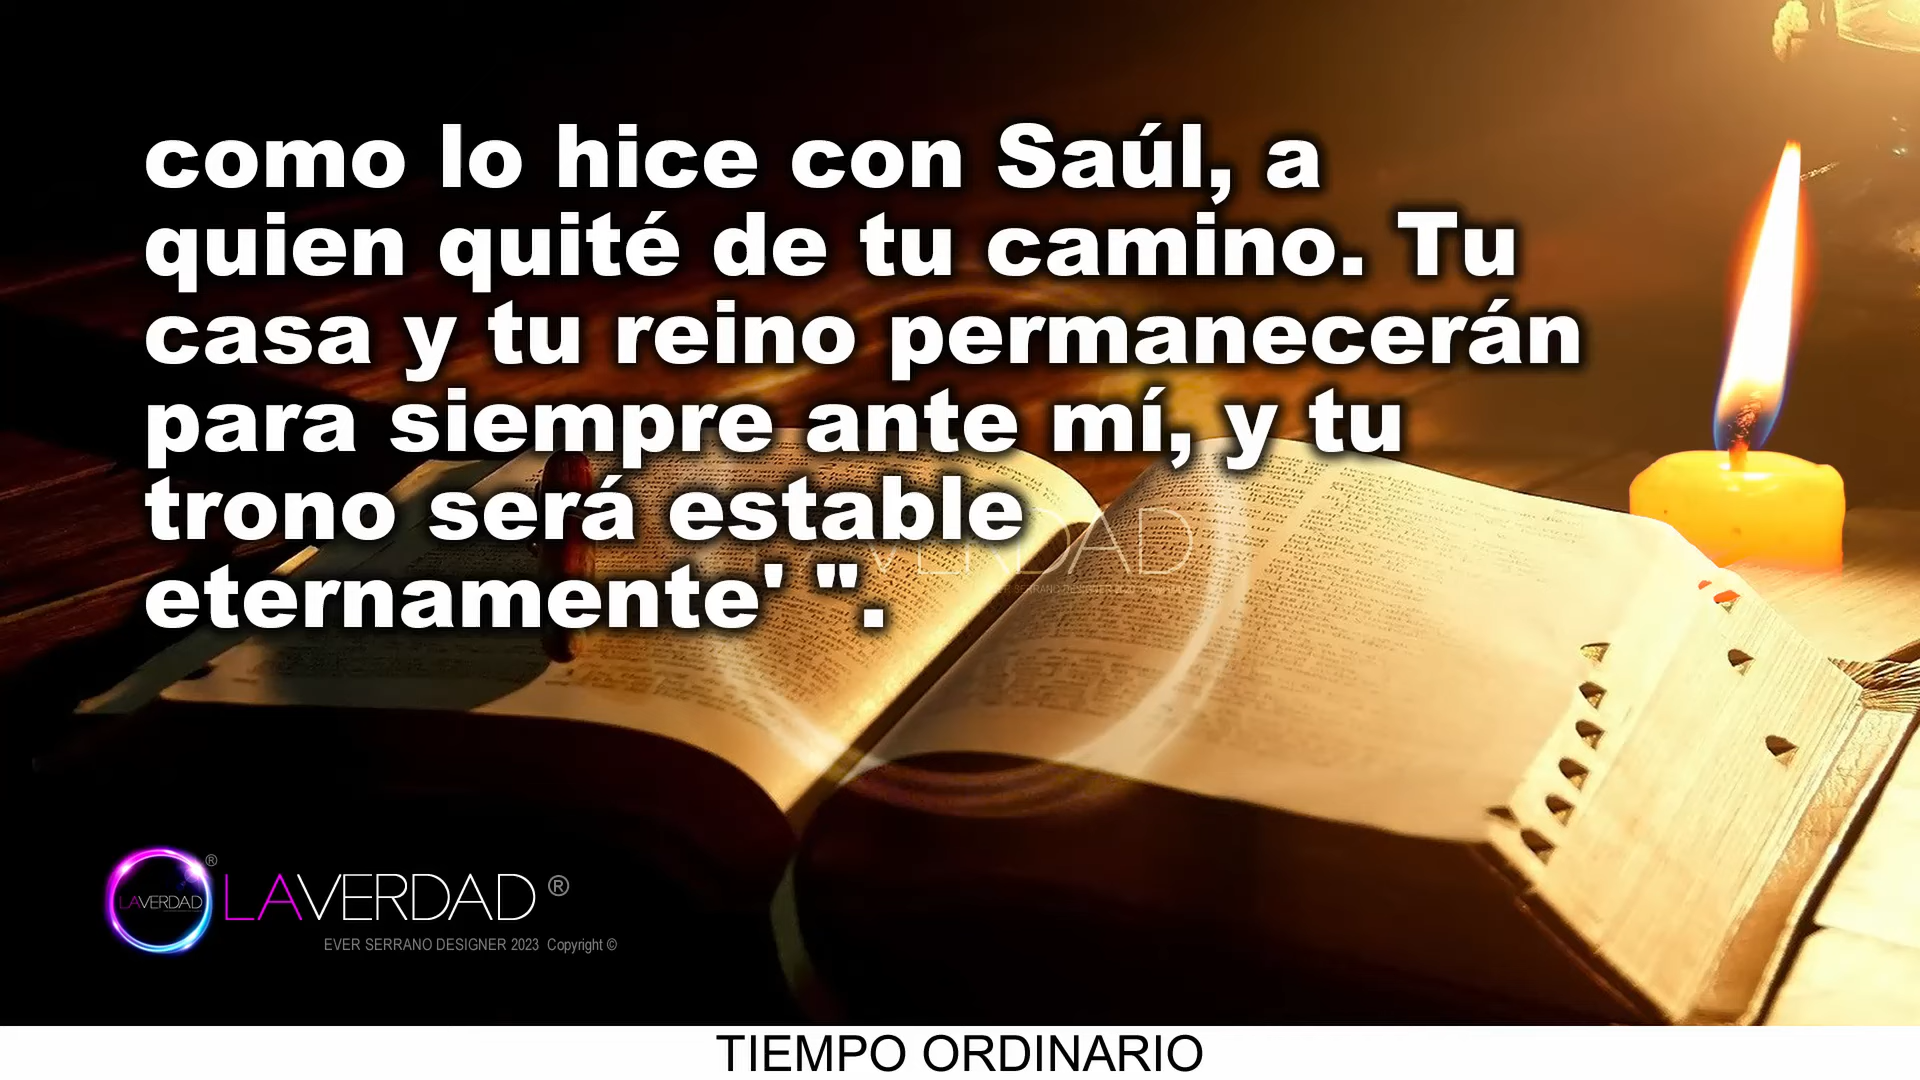 como lo hice con Saúl, a
quien quité de tu camino. Tu
casa y tu reino permanecerán
para siempre ante mí, y tu
trono será estable
eternamente' ".
VERDAD
LAVERDAD
®
LAVERDAD ®
EVER SERRANO DESIGNER 2023 Copyright ©
TIEMPO ORDINARIO